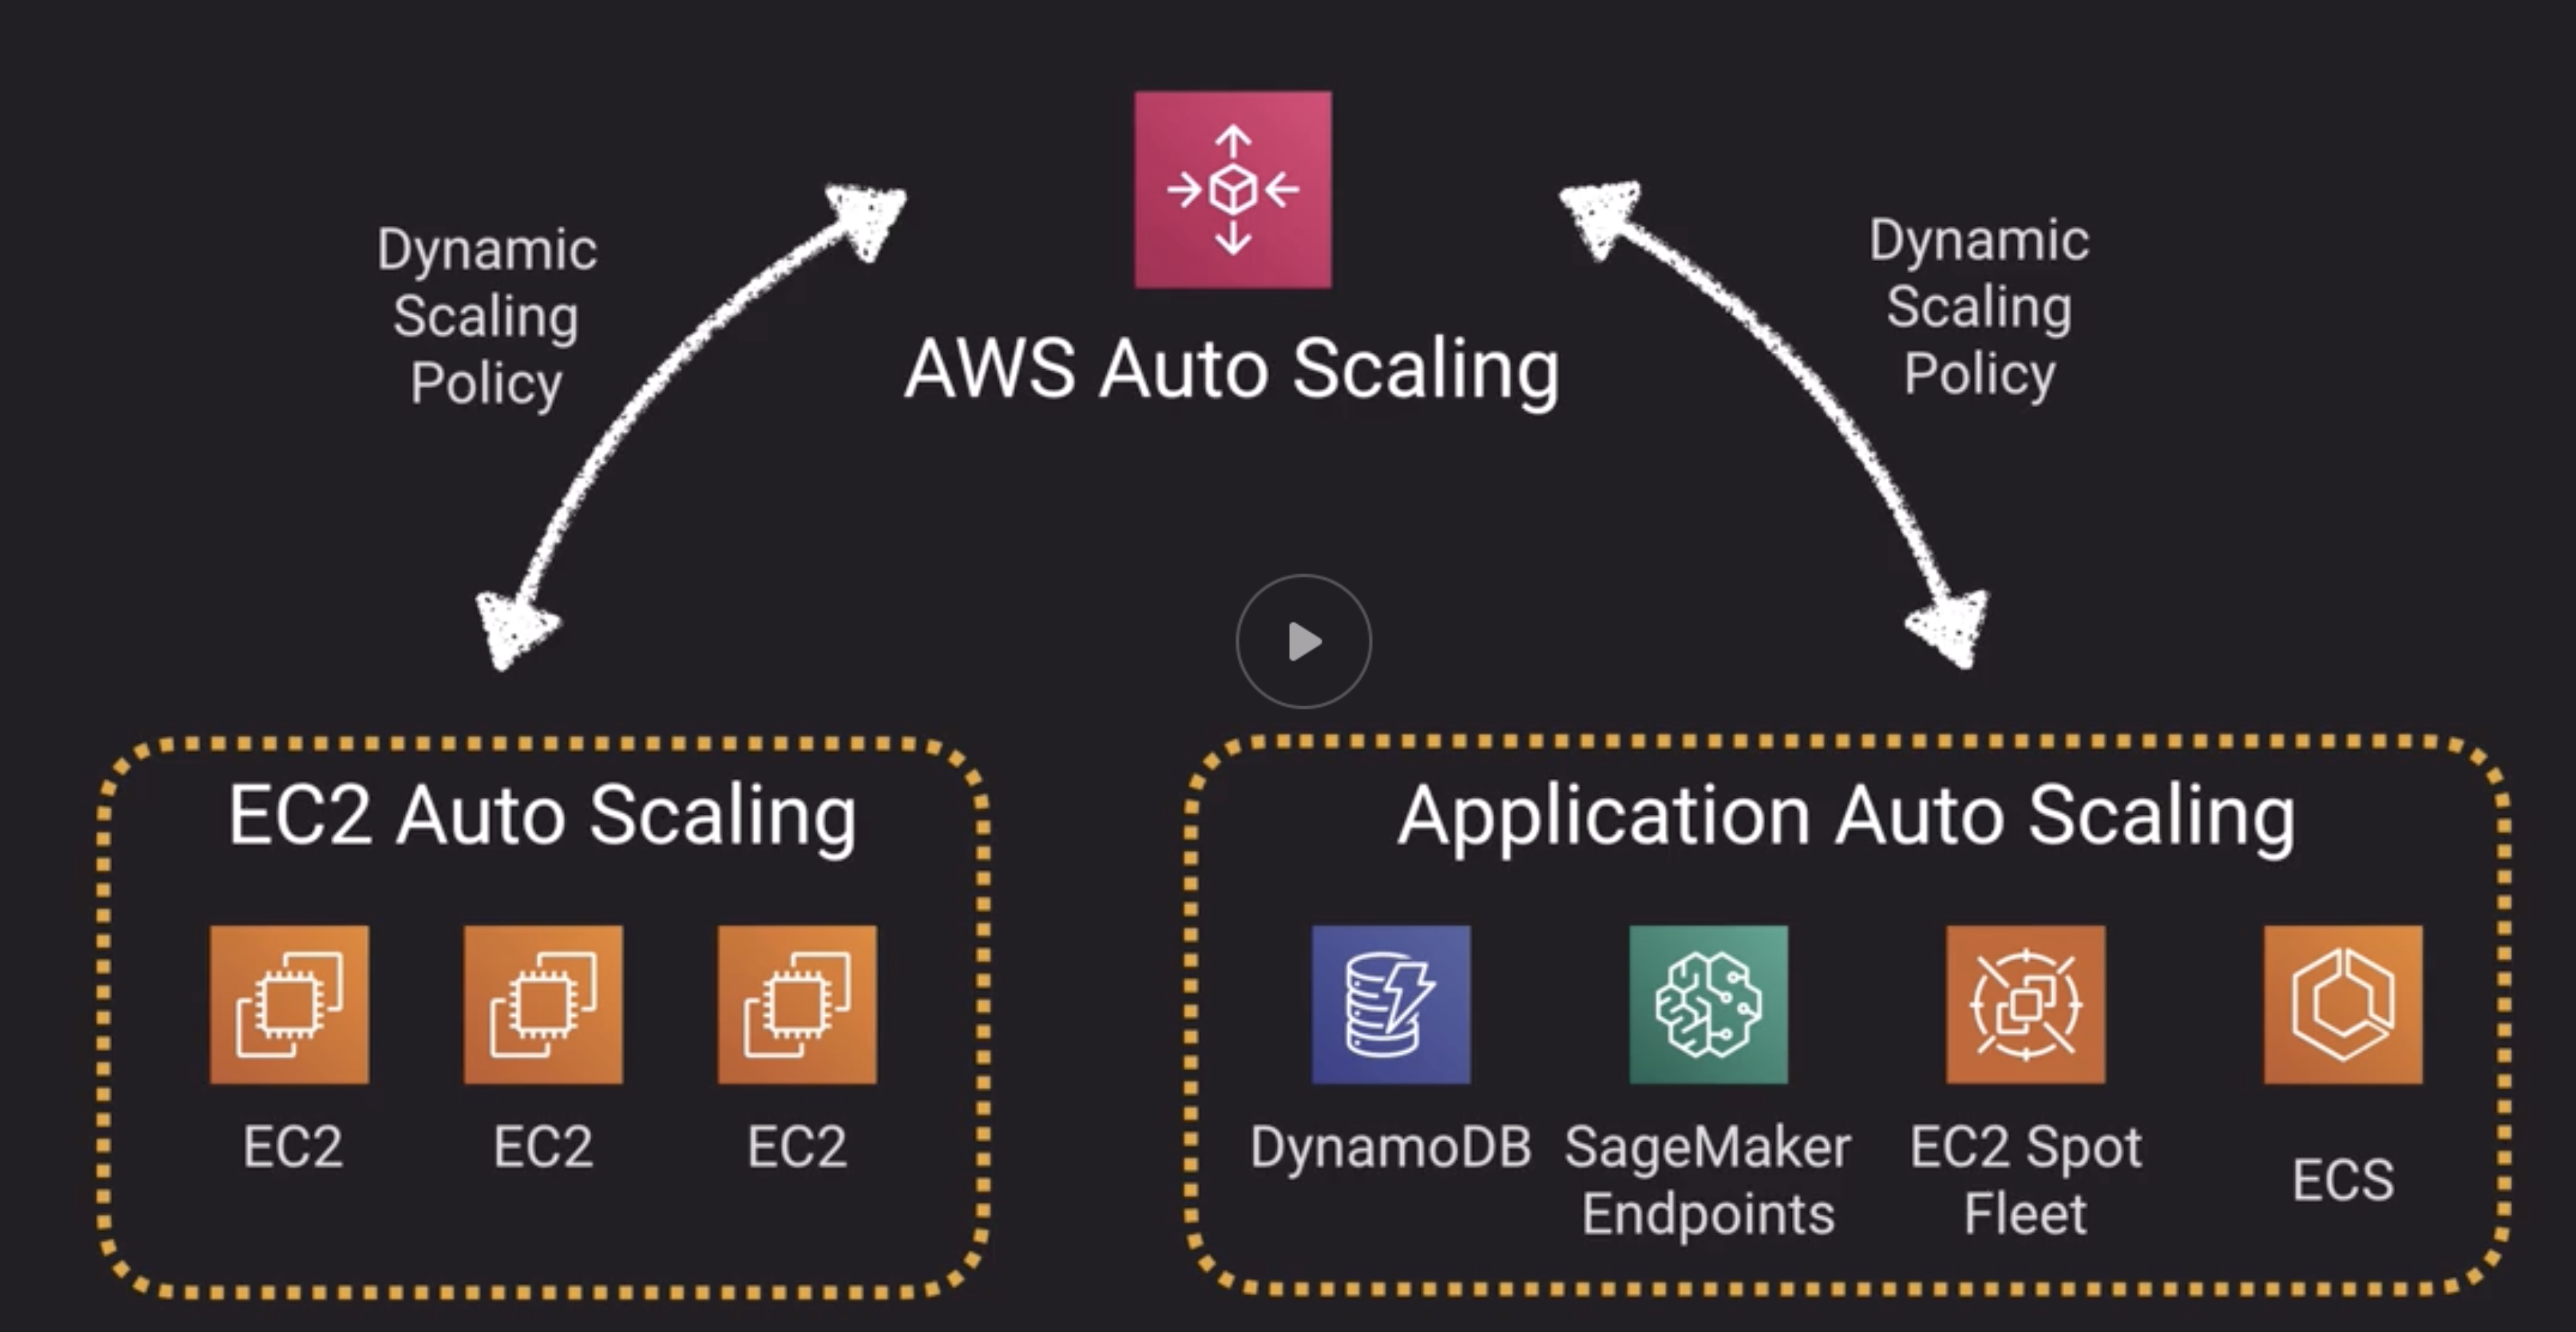 Dynamic
Scaling
Policy
AWS Auto Scaling
Dynamic
Scaling
Policy
EC2 Auto Scaling
EC2
EC2
EC2
Application Auto Scaling
DynamoDB
SageMaker
Endpoints
EC2 Spot
Fleet
ECS